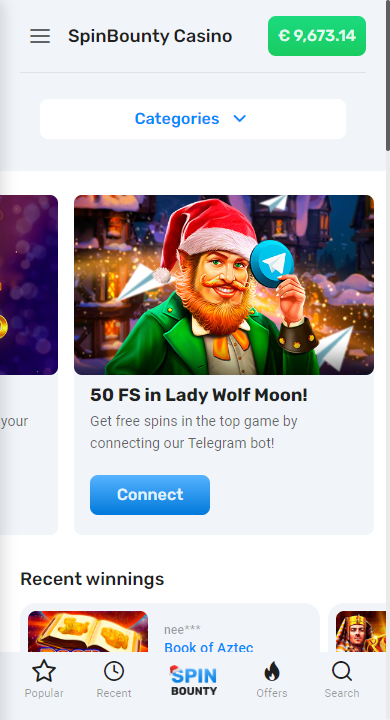 SpinBounty Casino
€ 9,673.14
Categories
50 FS in Lady Wolf Moon!
your
Get free spins in the top game by
connecting our Telegram bot!
Connect
Recent winnings
nee***
Book of Aztec
Popular
Recent
SPIN
BOUNTY
Offers
Search